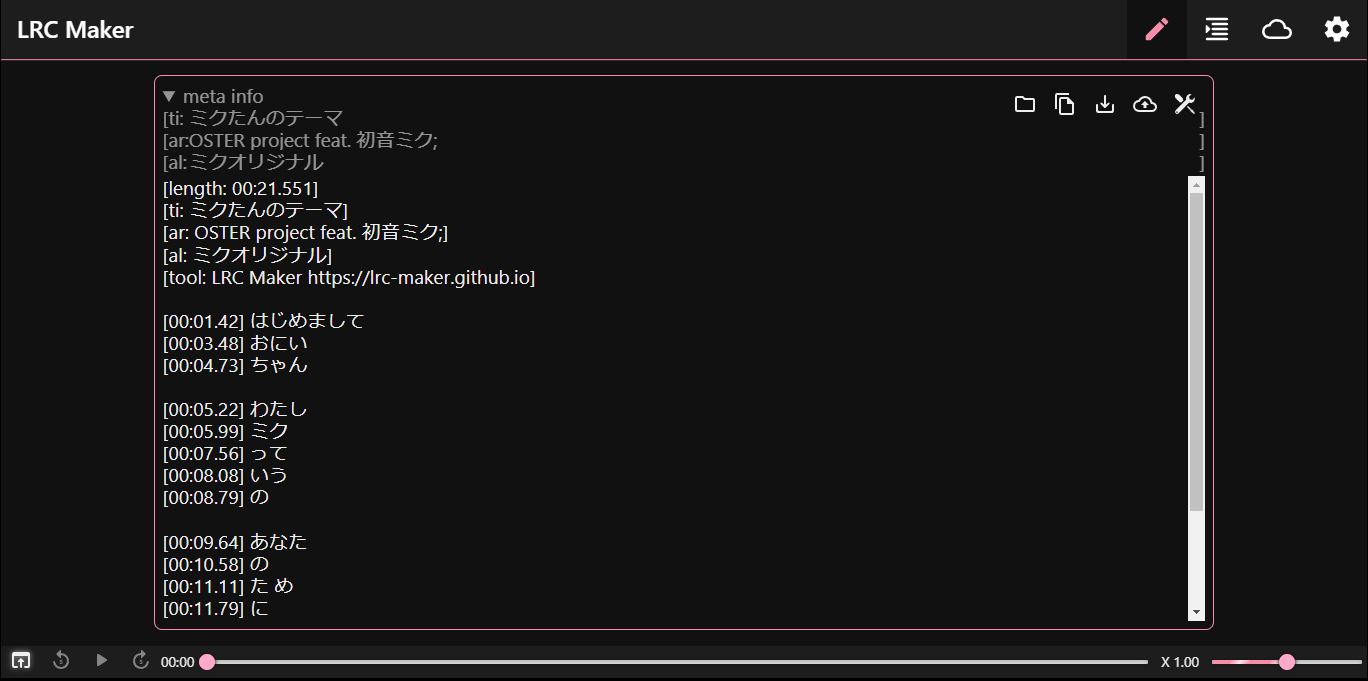 LRC Maker
▼ meta info
[ti: ミクたんのテーマ ]
[ar:OSTER project feat. 初音ミク; ]
[al:ミクオリジナル ]
[length: 00:21.551]
[ti: ミクたんのテーマ]
[ar: OSTER project feat. 初音ミク;]
[al: ミクオリジナル]
[tool: LRC Maker https://lrc-maker.github.io]
[00:01.42] はじめまして
[00:03.48] おにい
[00:04.73] ちゃん
[00:05.22] わたし
[00:05.99] ミク
[00:07.56] って
[00:08.08] いう
[00:08.79] の
[00:09.64] あなた
[00:10.58] の
[00:11.11] た め
[00:11.79] に
5 5 00:00 X 1.00